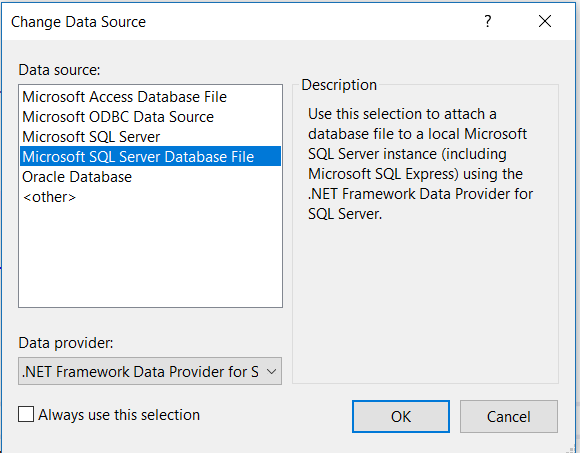 Change Data Source
?
Data source:
Microsoft Access Database File
Microsoft ODBC Data Source
Microsoft SQL Server
Microsoft SQL Server Database File
Oracle Database
<other>
Description
Use this selection to attach a
database file to a local Microsoft
SQL Server instance (including
Microsoft SQL Express) using the
.NET Framework Data Provider for
SQL Server.
Data provider:
.NET Framework Data Provider for S
Always use this selection
OK
Cancel